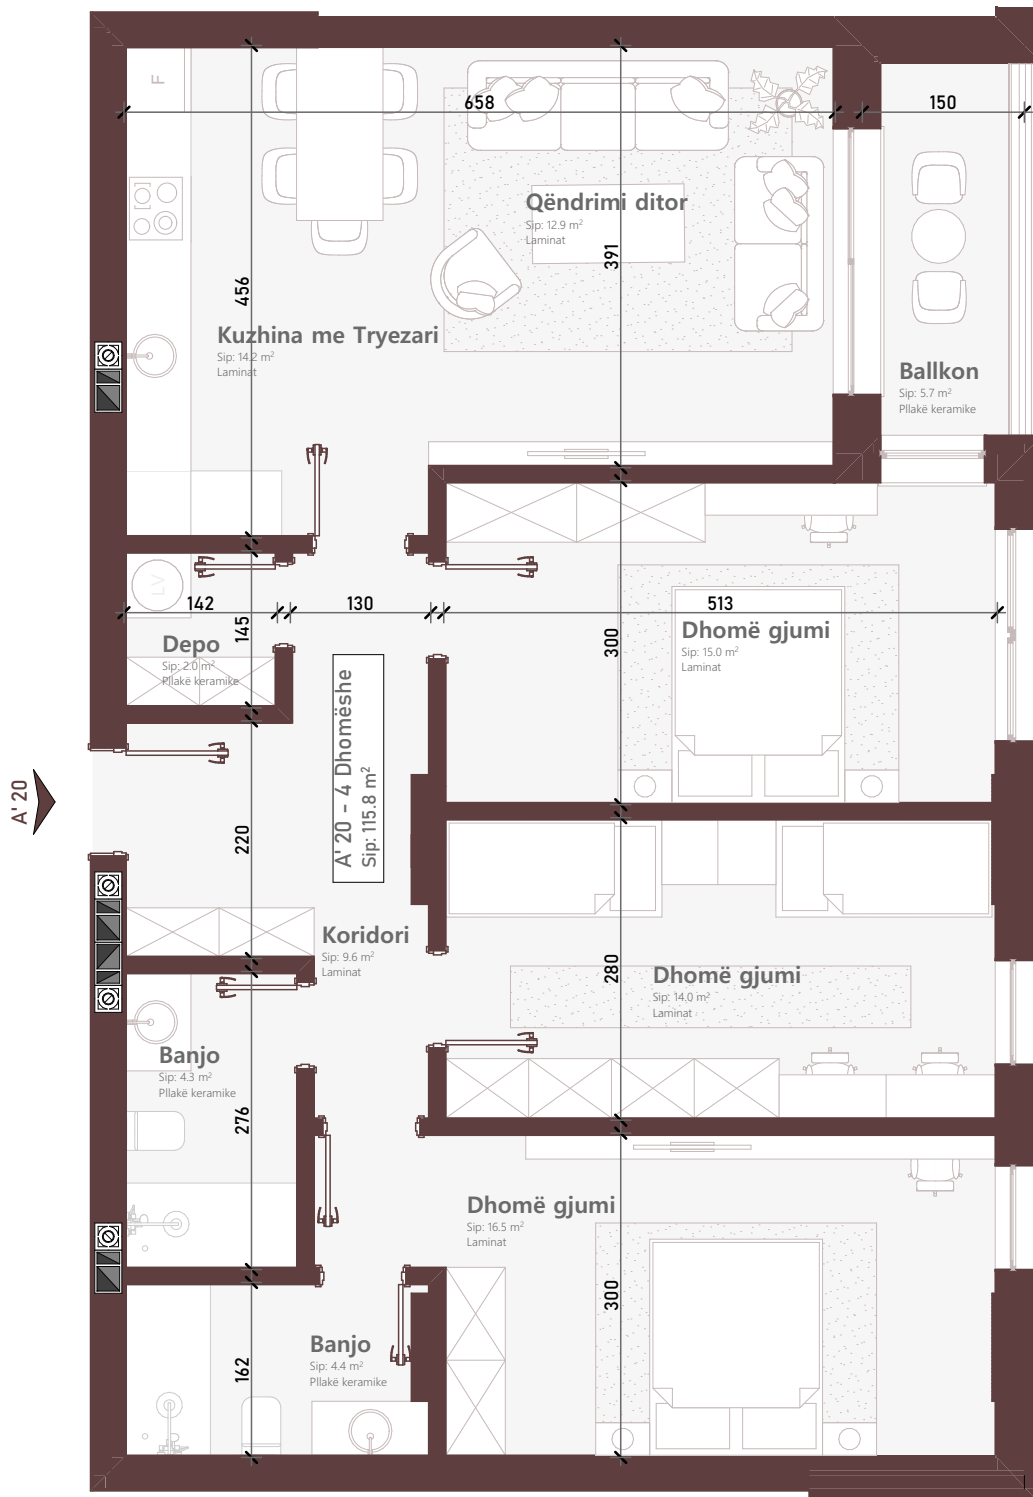 F
658
150
Qëndrimi ditor
Sip: 12.9 m²
Laminat
391
456
Kuzhina me Tryezari
Sip: 14.2 m²
Laminat
Ballkon
Sip: 5.7 m²
Pllakë keramike
LV
142
130
513
145
300
Depo
Sip: 2.0 m²
Pllakë keramike
Dhomë gjumi
Sip: 15.0 m²
Laminat
A' 20 - 4 Dhomëshe
Sip: 115.8 m²
A' 20
220
Koridori
Sip: 9.6 m²
Laminat
280
Dhomë gjumi
Sip: 14.0 m²
Laminat
Banjo
Sip: 4.3 m²
Pllakë keramike
276
Dhomë gjumi
Sip: 16.5 m²
Laminat
300
Banjo
Sip: 4.4 m²
Pllakë keramike
162